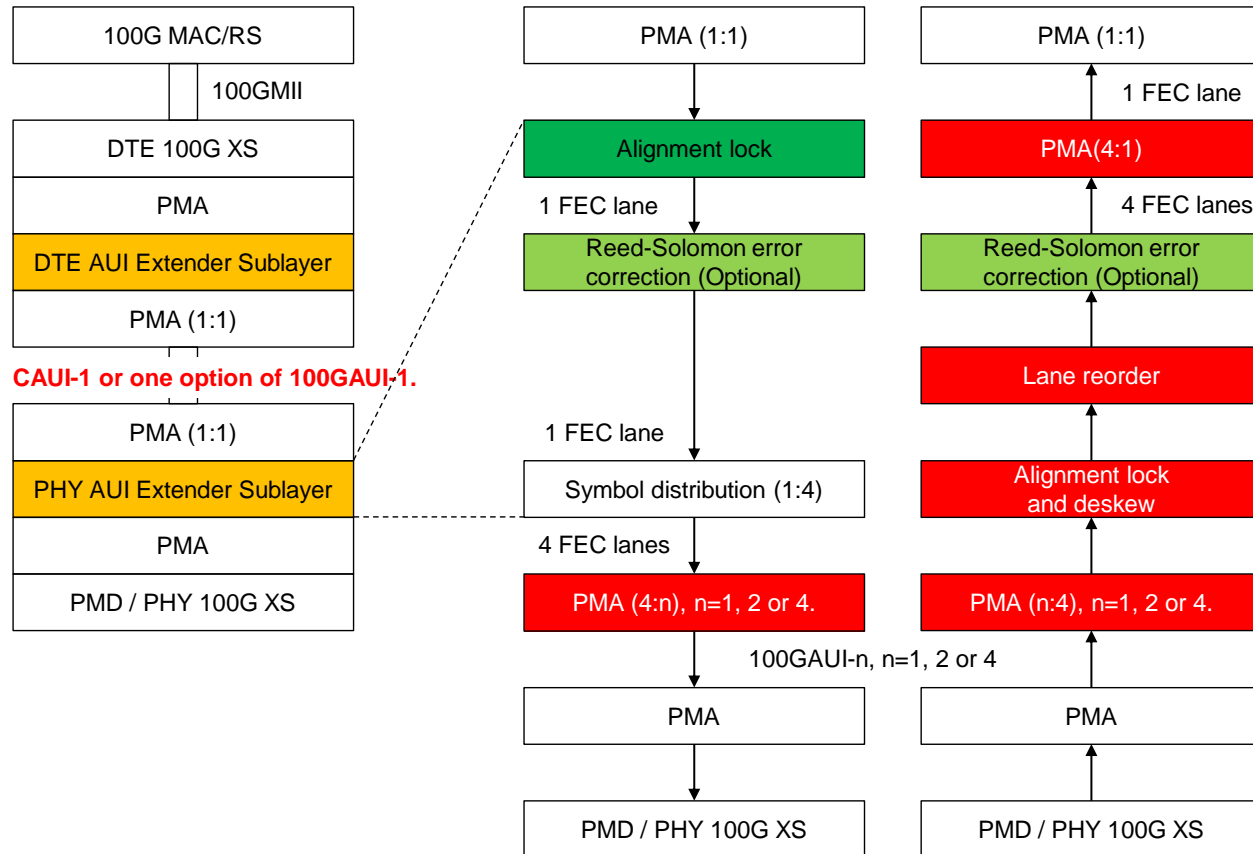 100G MAC/RS
100GMII
DTE 100G XS
PMA
DTE AUI Extender Sublayer
PMA (1:1)
CAUI-1 or one option of 100GAUI-1.
PMA (1:1)
PHY AUI Extender Sublayer
PMA
PMD / PHY 100G XS
PMA (1:1)
Alignment lock
1 FEC lane
Reed-Solomon error
correction (Optional)
1 FEC lane
Symbol distribution (1:4)
4 FEC lanes
PMA (4:n), n=1, 2 or 4.
100GAUI-n, n=1, 2 or 4
PMA
PMD / PHY 100G XS
PMA (1:1)
1 FEC lane
PMA(4:1)
4 FEC lanes
Reed-Solomon error
correction (Optional)
Lane reorder
Alignment lock
and deskew
PMA (n:4), n=1, 2 or 4.
PMA
PMD / PHY 100G XS